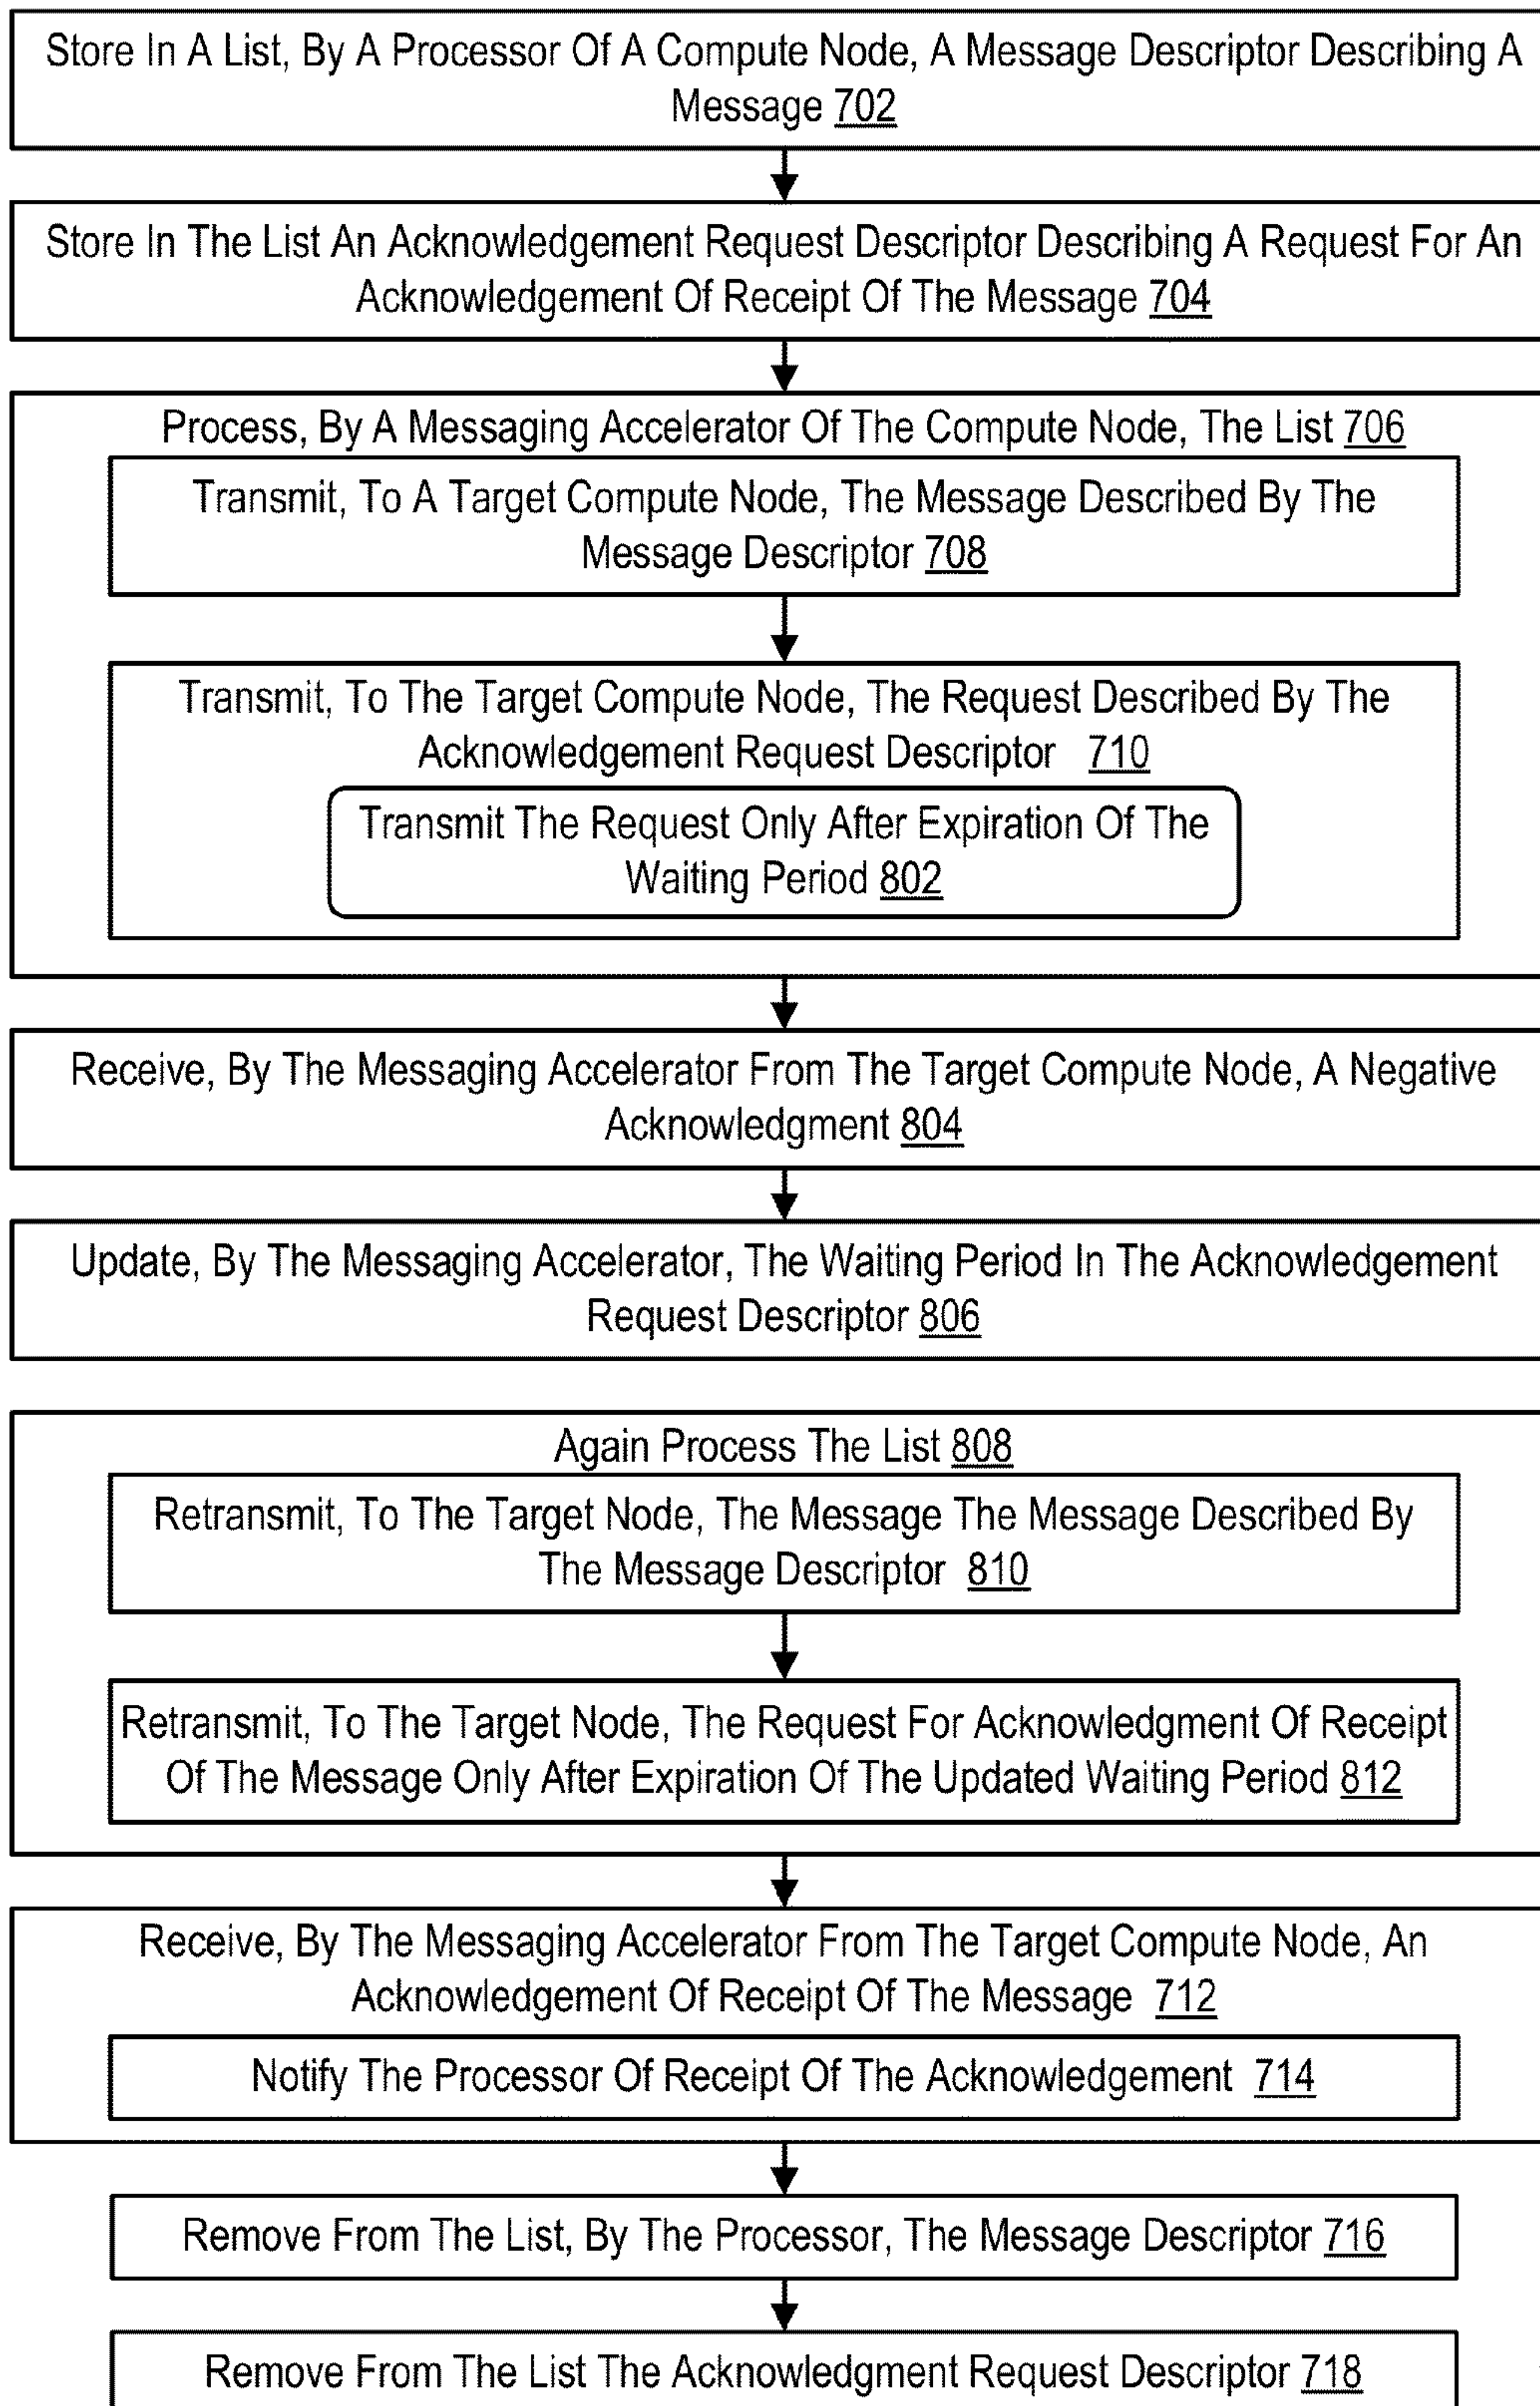 Store In A List, By A Processor Of A Compute Node, A Message Descriptor Describing A
Message 702
Store In The List An Acknowledgement Request Descriptor Describing A Request For An
Acknowledgement Of Receipt Of The Message 704
Process, By A Messaging Accelerator Of The Compute Node, The List 706
Transmit, To A Target Compute Node, The Message Described By The
Message Descriptor 708
Transmit, To The Target Compute Node, The Request Described By The
Acknowledgement Request Descriptor 710
Transmit The Request Only After Expiration Of The
Waiting Period 802
Receive, By The Messaging Accelerator From The Target Compute Node, A Negative
Acknowledgment 804
Update, By The Messaging Accelerator, The Waiting Period In The Acknowledgement
Request Descriptor 806
Again Process The List 808
Retransmit, To The Target Node, The Message The Message Described By
The Message Descriptor 810
Retransmit, To The Target Node, The Request For Acknowledgment Of Receipt
Of The Message Only After Expiration Of The Updated Waiting Period 812
Receive, By The Messaging Accelerator From The Target Compute Node, An
Acknowledgement Of Receipt Of The Message 712
Notify The Processor Of Receipt Of The Acknowledgement 714
Remove From The List, By The Processor, The Message Descriptor 716
Remove From The List The Acknowledgment Request Descriptor 718